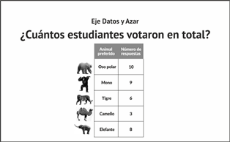 Eje Datos y Azar
¿Cuántos estudiantes votaron en total?
Animal preferido Número de respuestas
Oso polar 10
Mono 9
Tigre 6
Camello 3
Elefante 8